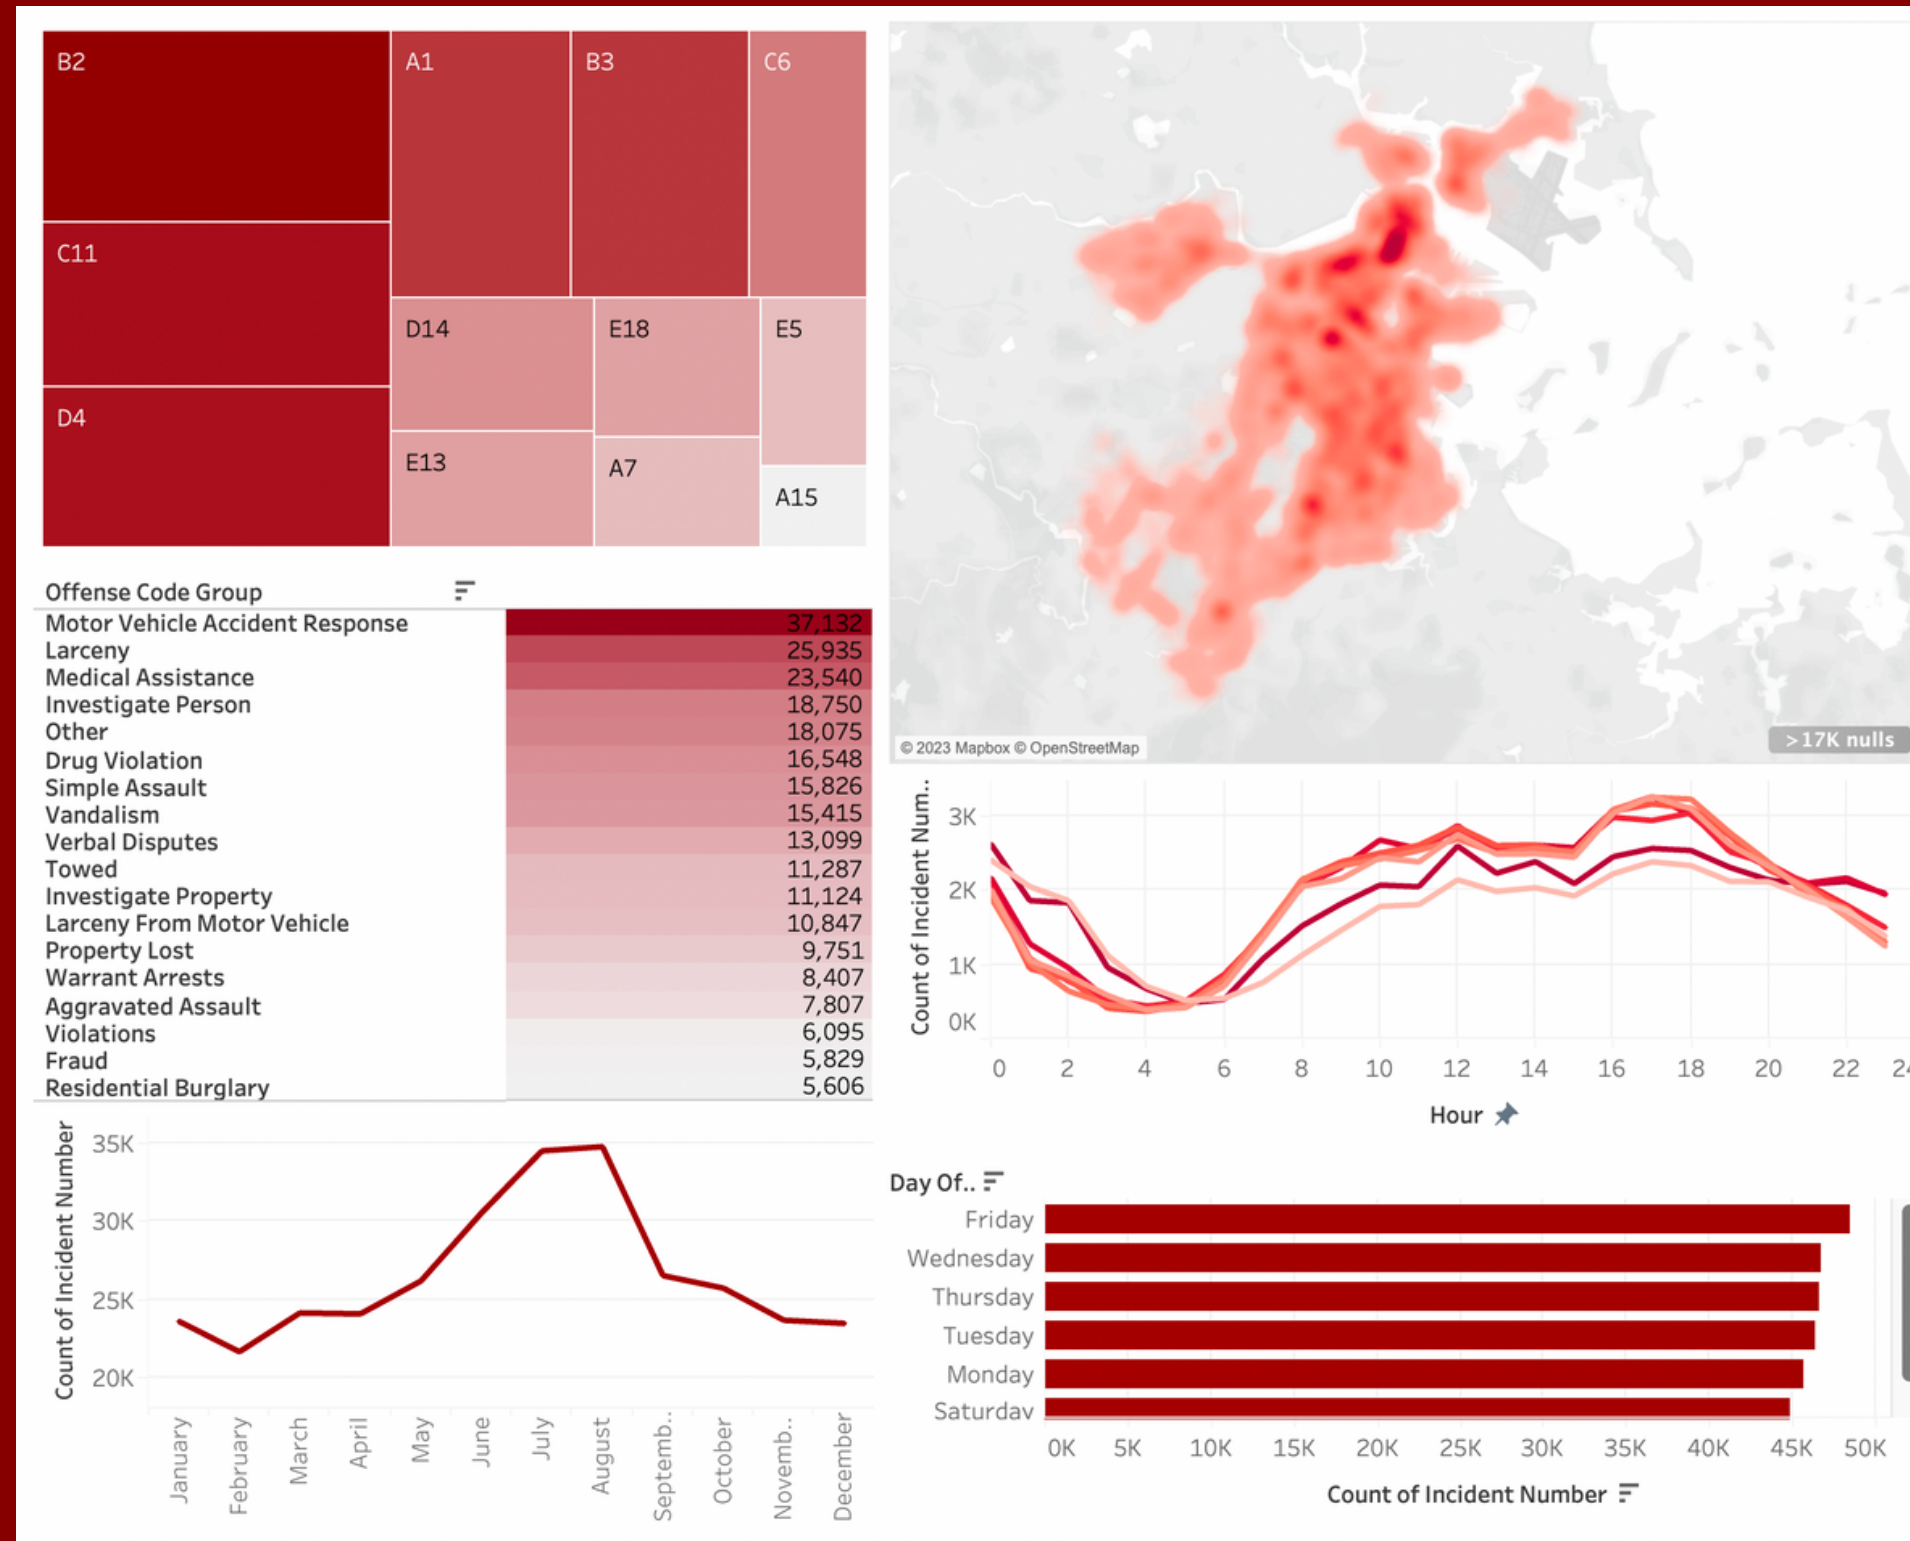 B2
A1
B3
C6
C11
D4
D14
E18
E5
E13
A7
A15
© 2023 Mapbox © OpenStreetMap
>17K nulls
Offense Code Group
Motor Vehicle Accident Response 37,132
Larceny 25,935
Medical Assistance 23,540
Investigate Person 18,750
Other 18,075
Drug Violation 16,548
Simple Assault 15,826
Vandalism 15,415
Verbal Disputes 13,099
Towed 11,287
Investigate Property 11,124
Larceny From Motor Vehicle 10,847
Property Lost 9,751
Warrant Arrests 8,407
Aggravated Assault 7,807
Violations 6,095
Fraud 5,829
Residential Burglary 5,606
Count of Incident Num..
3K
2K
1K
0K
0 2 4 6 8 10 12 14 16 18 20 22 24
Hour
Count of Incident Number
35K
30K
25K
20K
January February March April May June July August Septemb.. October Novemb.. December
Day Of..
Friday
Wednesday
Thursday
Tuesday
Monday
Saturday
0K 5K 10K 15K 20K 25K 30K 35K 40K 45K 50K
Count of Incident Number